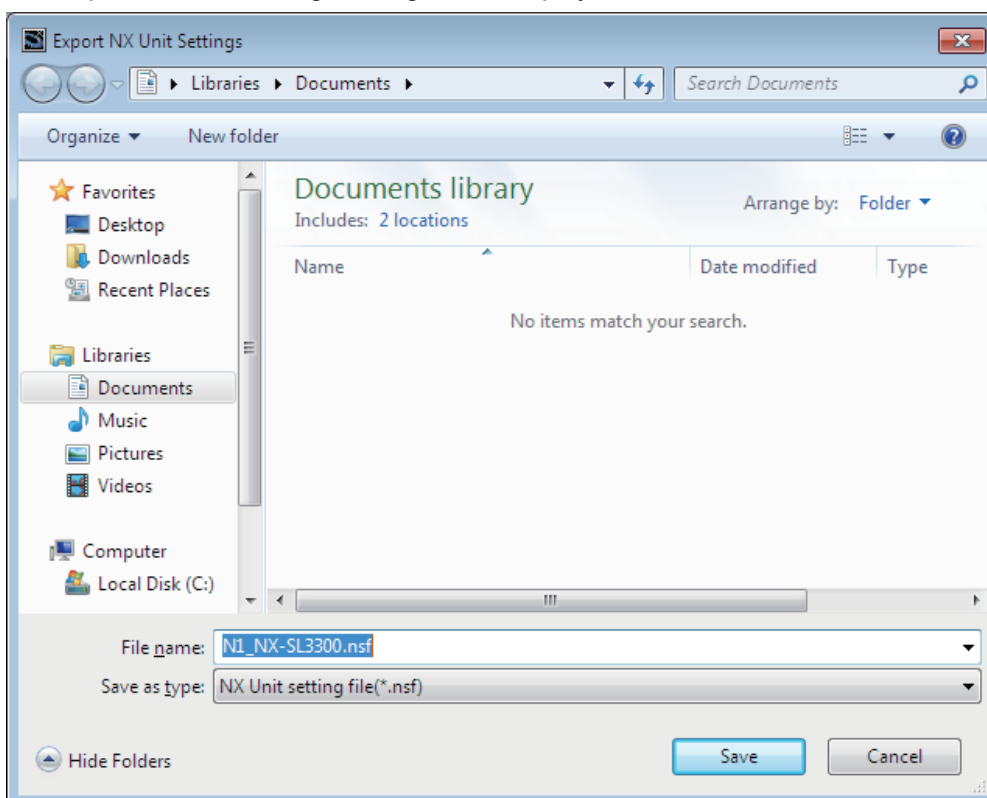 Export NX Unit Settings
Libraries Documents
Search Documents
Organize New folder
Favorites
Desktop
Downloads
Recent Places
Libraries
Documents
Music
Pictures
Videos
Computer
Local Disk (C:)
Documents library
Includes: 2 locations
Arrange by: Folder
Name Date modified Type
No items match your search.
File name: N1_NX-SL3300.nsf
Save as type: NX Unit setting file(*.nsf)
Hide Folders
Save Cancel